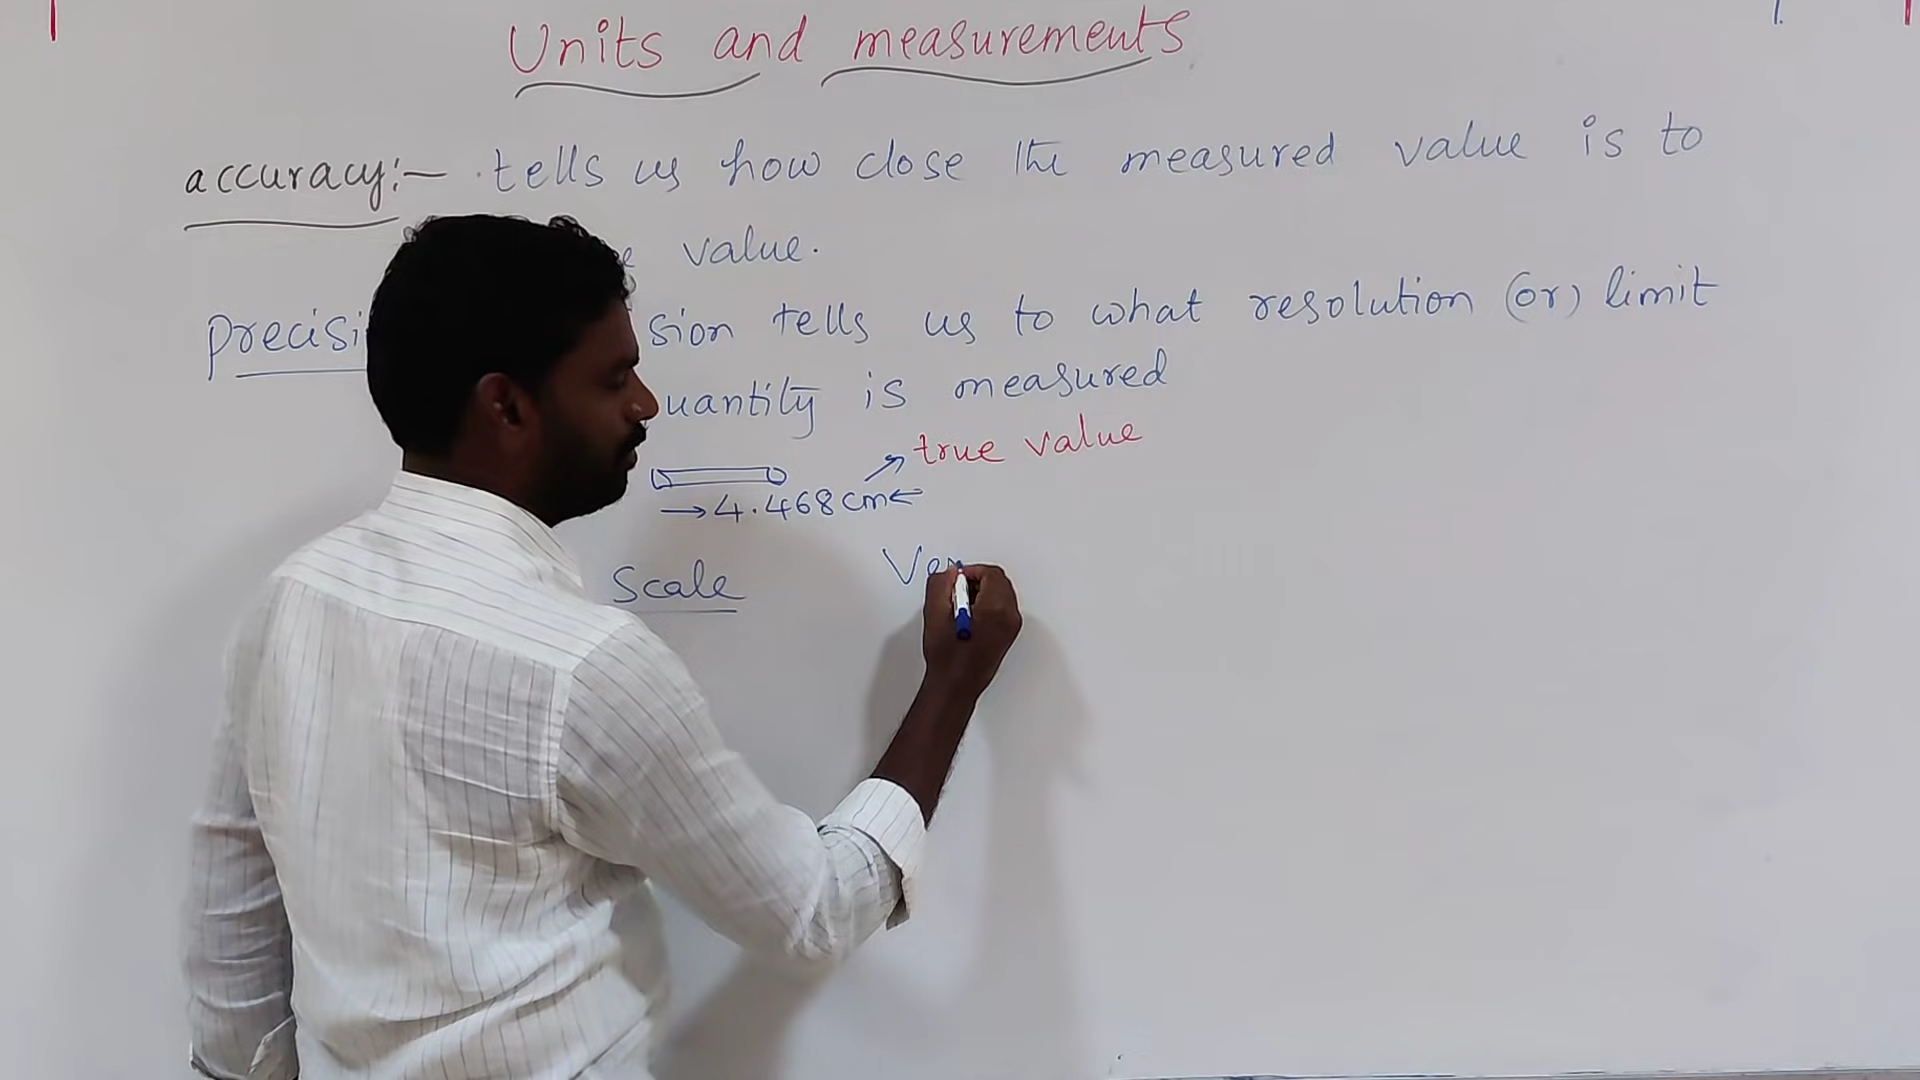 Units and measurements
accuracy:- tells us how close the measured value is to
value.
precisi sion tells us to what resolution (or) limit
uantity is measured
true value
→4.468cm←
Scale Ver